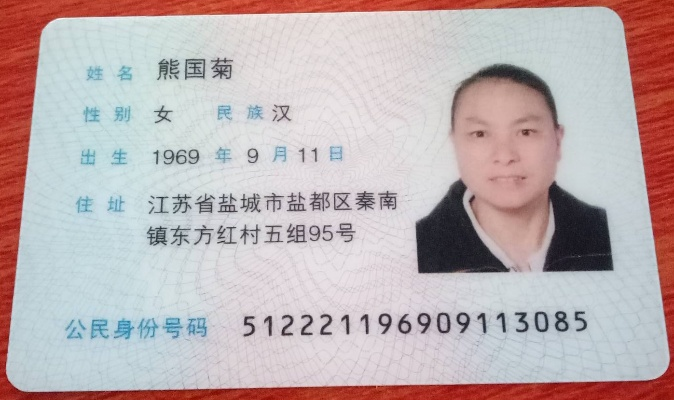 姓名 熊国菊
性别 女 民族 汉
出生 1969 年 9 月 11 日
住址 江苏省盐城市盐都区秦南
镇东方红村五组95号
公民身份号码 512221196909113085